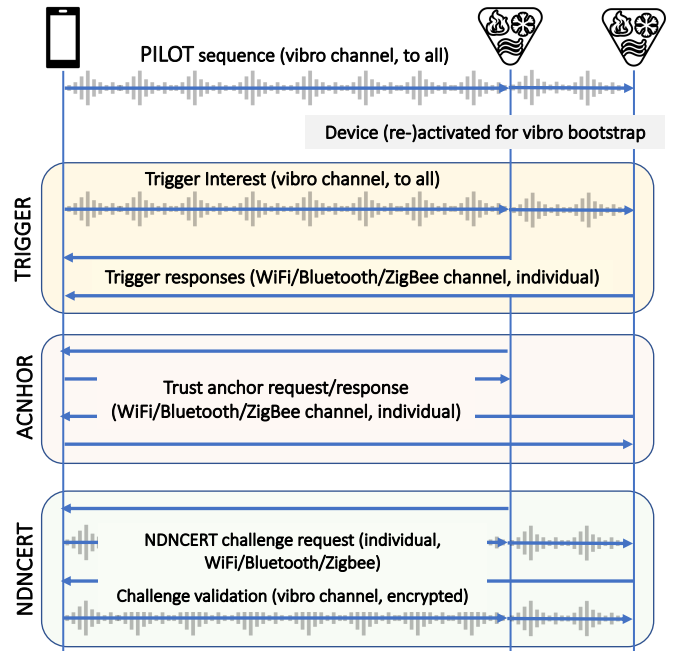 PILOT sequence (vibro channel, to all)
Device (re-)activated for vibro bootstrap
TRIGGER
Trigger Interest (vibro channel, to all)
Trigger responses (WiFi/Bluetooth/ZigBee channel, individual)
ACNHOR
Trust anchor request/response
(WiFi/Bluetooth/ZigBee channel, individual)
NDNCERT
NDNCERT challenge request (individual,
WiFi/Bluetooth/Zigbee)
Challenge validation (vibro channel, encrypted)